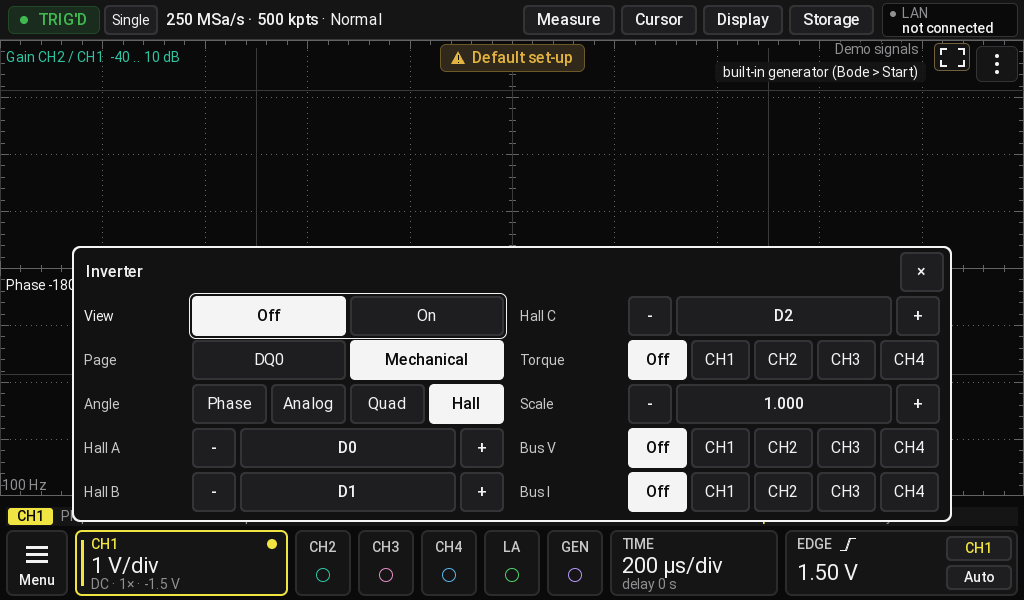 TRIG'D Single 250 MSa/s · 500 kpts · Normal Measure Cursor Display Storage LAN not connected
Gain CH2 / CH1 -40 .. 10 dB
Default set-up
Demo signals
built-in generator (Bode > Start)
Inverter ×
View Off On
Page DQ0 Mechanical
Angle Phase Analog Quad Hall
Hall A - D0 +
Hall B - D1 +
Hall C - D2 +
Torque Off CH1 CH2 CH3 CH4
Scale - 1.000 +
Bus V Off CH1 CH2 CH3 CH4
Bus I Off CH1 CH2 CH3 CH4
Phase -180
100 Hz
CH1
Menu
CH1
1 V/div
DC · 1× · -1.5 V
CH2 CH3 CH4 LA GEN
TIME
200 µs/div
delay 0 s
EDGE CH1
1.50 V Auto